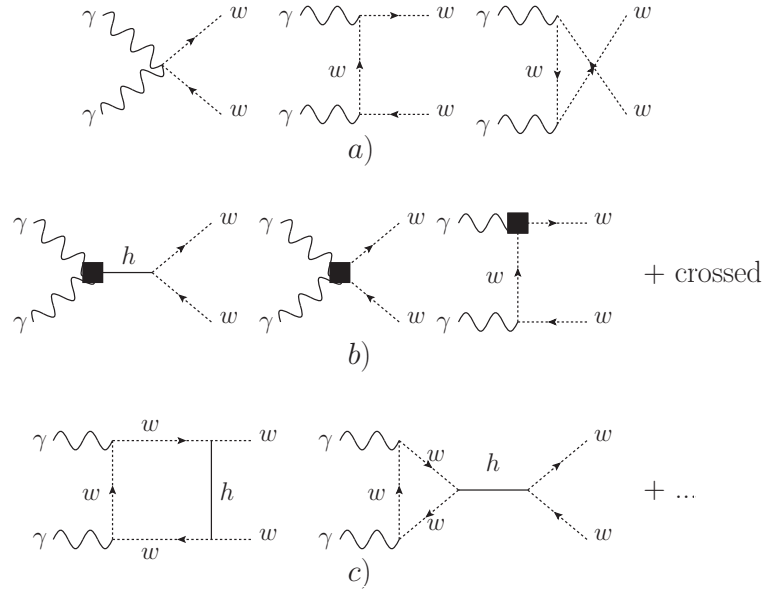 γ w γ w w γ w
w w
γ w γ w γ w
a)
γ w γ w γ w
h w + crossed
γ w γ w γ w
b)
γ w w γ w w
w h w h + ...
γ w w γ w w
c)